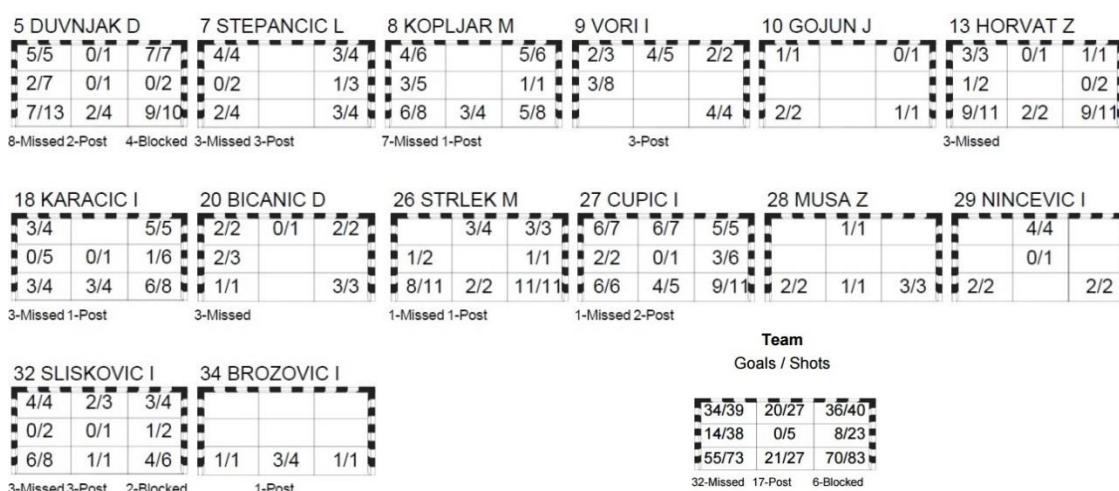 5 DUVNJAK D 7 STEPANCIC L 8 KOPLJAR M 9 VORI I 10 GOJUN J 13 HORVAT Z
5/5 0/1 7/7 4/4 3/4 4/6 5/6 2/3 4/5 2/2 1/1 0/1 3/3 0/1 1/1
2/7 0/1 0/2 0/2 1/3 3/5 1/1 3/8 1/2 0/2
7/13 2/4 9/10 2/4 3/4 6/8 3/4 5/8 4/4 2/2 1/1 9/11 2/2 9/11
8-Missed 2-Post 4-Blocked 3-Missed 3-Post 7-Missed 1-Post 3-Post 3-Missed
18 KARACIC I 20 BICANIC D 26 STRLEK M 27 CUPIC I 28 MUSA Z 29 NINCEVIC I
3/4 5/5 2/2 0/1 2/2 3/4 3/3 6/7 6/7 5/5 1/1 4/4
0/5 0/1 1/6 2/3 1/2 1/1 2/2 0/1 3/6 0/1
3/4 3/4 6/8 1/1 3/3 8/11 2/2 11/11 6/6 4/5 9/11 2/2 1/1 3/3 2/2 2/2
3-Missed 1-Post 3-Missed 1-Missed 1-Post 1-Missed 2-Post
Team
Goals / Shots
32 SLISKOVIC I 34 BROZOVIC I
4/4 2/3 3/4 34/39 20/27 36/40
0/2 0/1 1/2 14/38 0/5 8/23
6/8 1/1 4/6 1/1 3/4 1/1 55/73 21/27 70/83
3-Missed 3-Post 2-Blocked 1-Post 32-Missed 17-Post 6-Blocked